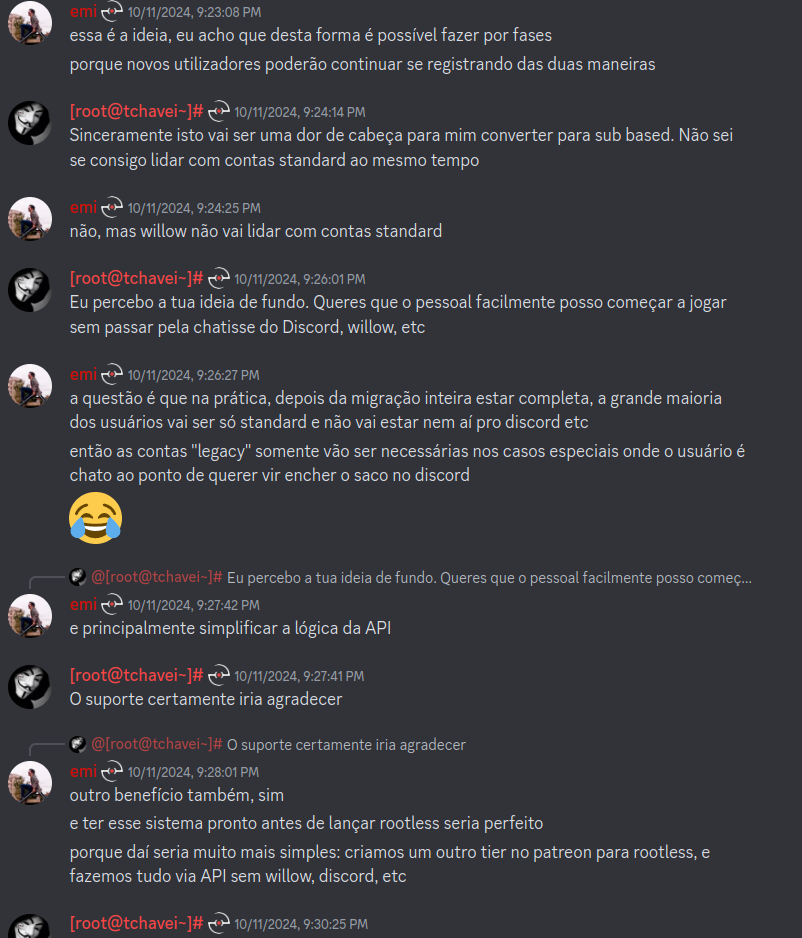 emi 10/11/2024, 9:23:08 PM
essa é a ideia, eu acho que desta forma é possível fazer por fases
porque novos utilizadores poderão continuar se registrando das duas maneiras
[root@tchavei~]# 10/11/2024, 9:24:14 PM
Sinceramente isto vai ser uma dor de cabeça para mim converter para sub based. Não sei
se consigo lidar com contas standard ao mesmo tempo
emi 10/11/2024, 9:24:25 PM
não, mas willow não vai lidar com contas standard
[root@tchavei~]# 10/11/2024, 9:26:01 PM
Eu percebo a tua ideia de fundo. Queres que o pessoal facilmente posso começar a jogar
sem passar pela chatisse do Discord, willow, etc
emi 10/11/2024, 9:26:27 PM
a questão é que na prática, depois da migração inteira estar completa, a grande maioria
dos usuários vai ser só standard e não vai estar nem aí pro discord etc
então as contas "legacy" somente vão ser necessárias nos casos especiais onde o usuário é
chato ao ponto de querer vir encher o saco no discord
@[root@tchavei~]# Eu percebo a tua ideia de fundo. Queres que o pessoal facilmente posso começ...
emi 10/11/2024, 9:27:42 PM
e principalmente simplificar a lógica da API
[root@tchavei~]# 10/11/2024, 9:27:41 PM
O suporte certamente iria agradecer
@[root@tchavei~]# O suporte certamente iria agradecer
emi 10/11/2024, 9:28:01 PM
outro benefício também, sim
e ter esse sistema pronto antes de lançar rootless seria perfeito
porque daí seria muito mais simples: criamos um outro tier no patreon para rootless, e
fazemos tudo via API sem willow, discord, etc
[root@tchavei~]# 10/11/2024, 9:30:25 PM